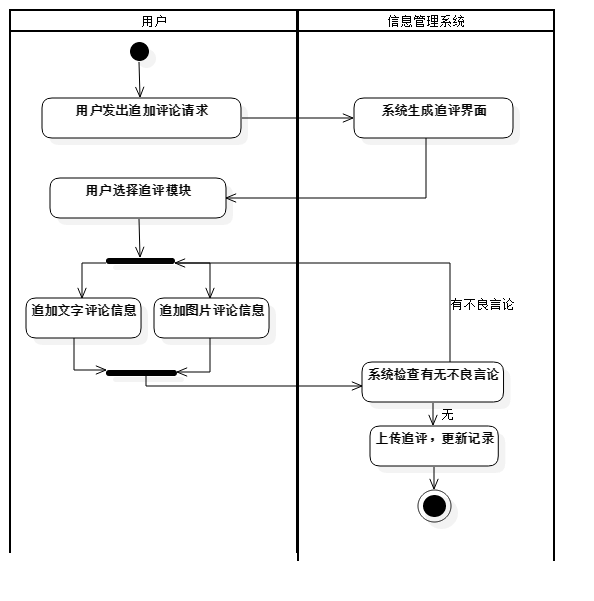 用户
信息管理系统
用户发出追加评论请求
系统生成追评界面
用户选择追评模块
有不良言论
追加文字评论信息
追加图片评论信息
系统检查有无不良言论
无
上传追评，更新记录